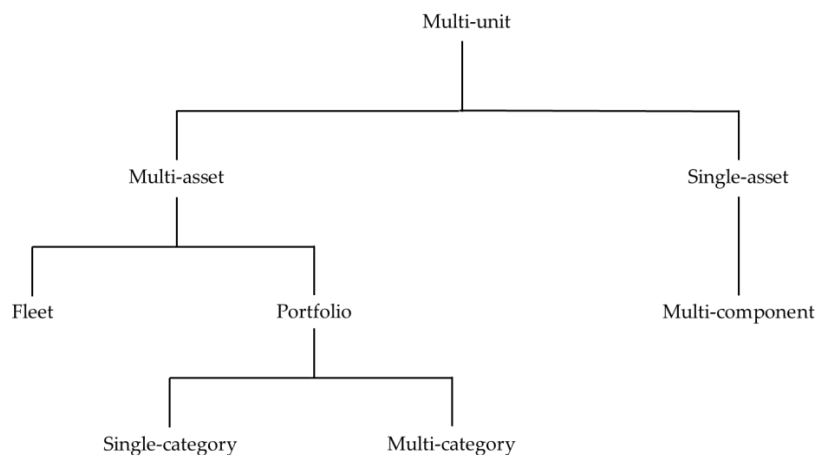 Multi-unit
Multi-asset
Single-asset
Fleet
Portfolio
Multi-component
Single-category
Multi-category